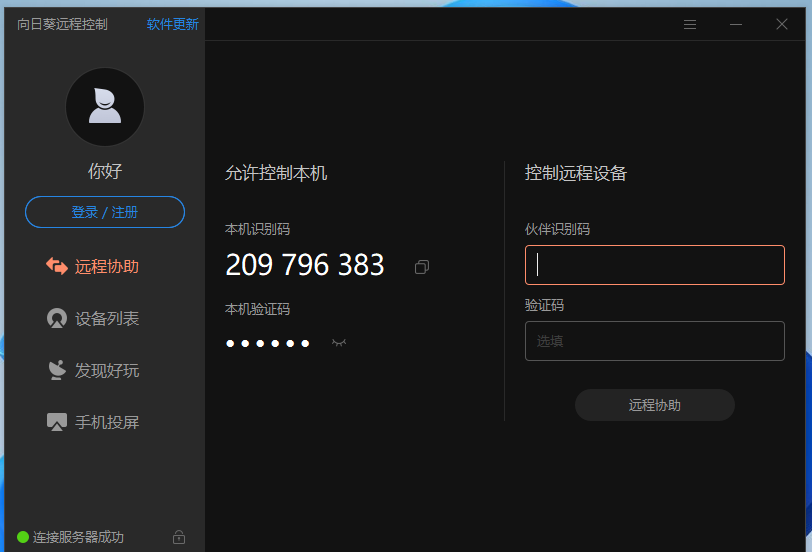 向日葵远程控制
软件更新
你好
登录 / 注册
远程协助
设备列表
发现好玩
手机投屏
连接服务器成功
允许控制本机
本机识别码
209 796 383
本机验证码
控制远程设备
伙伴识别码
验证码
选填
远程协助